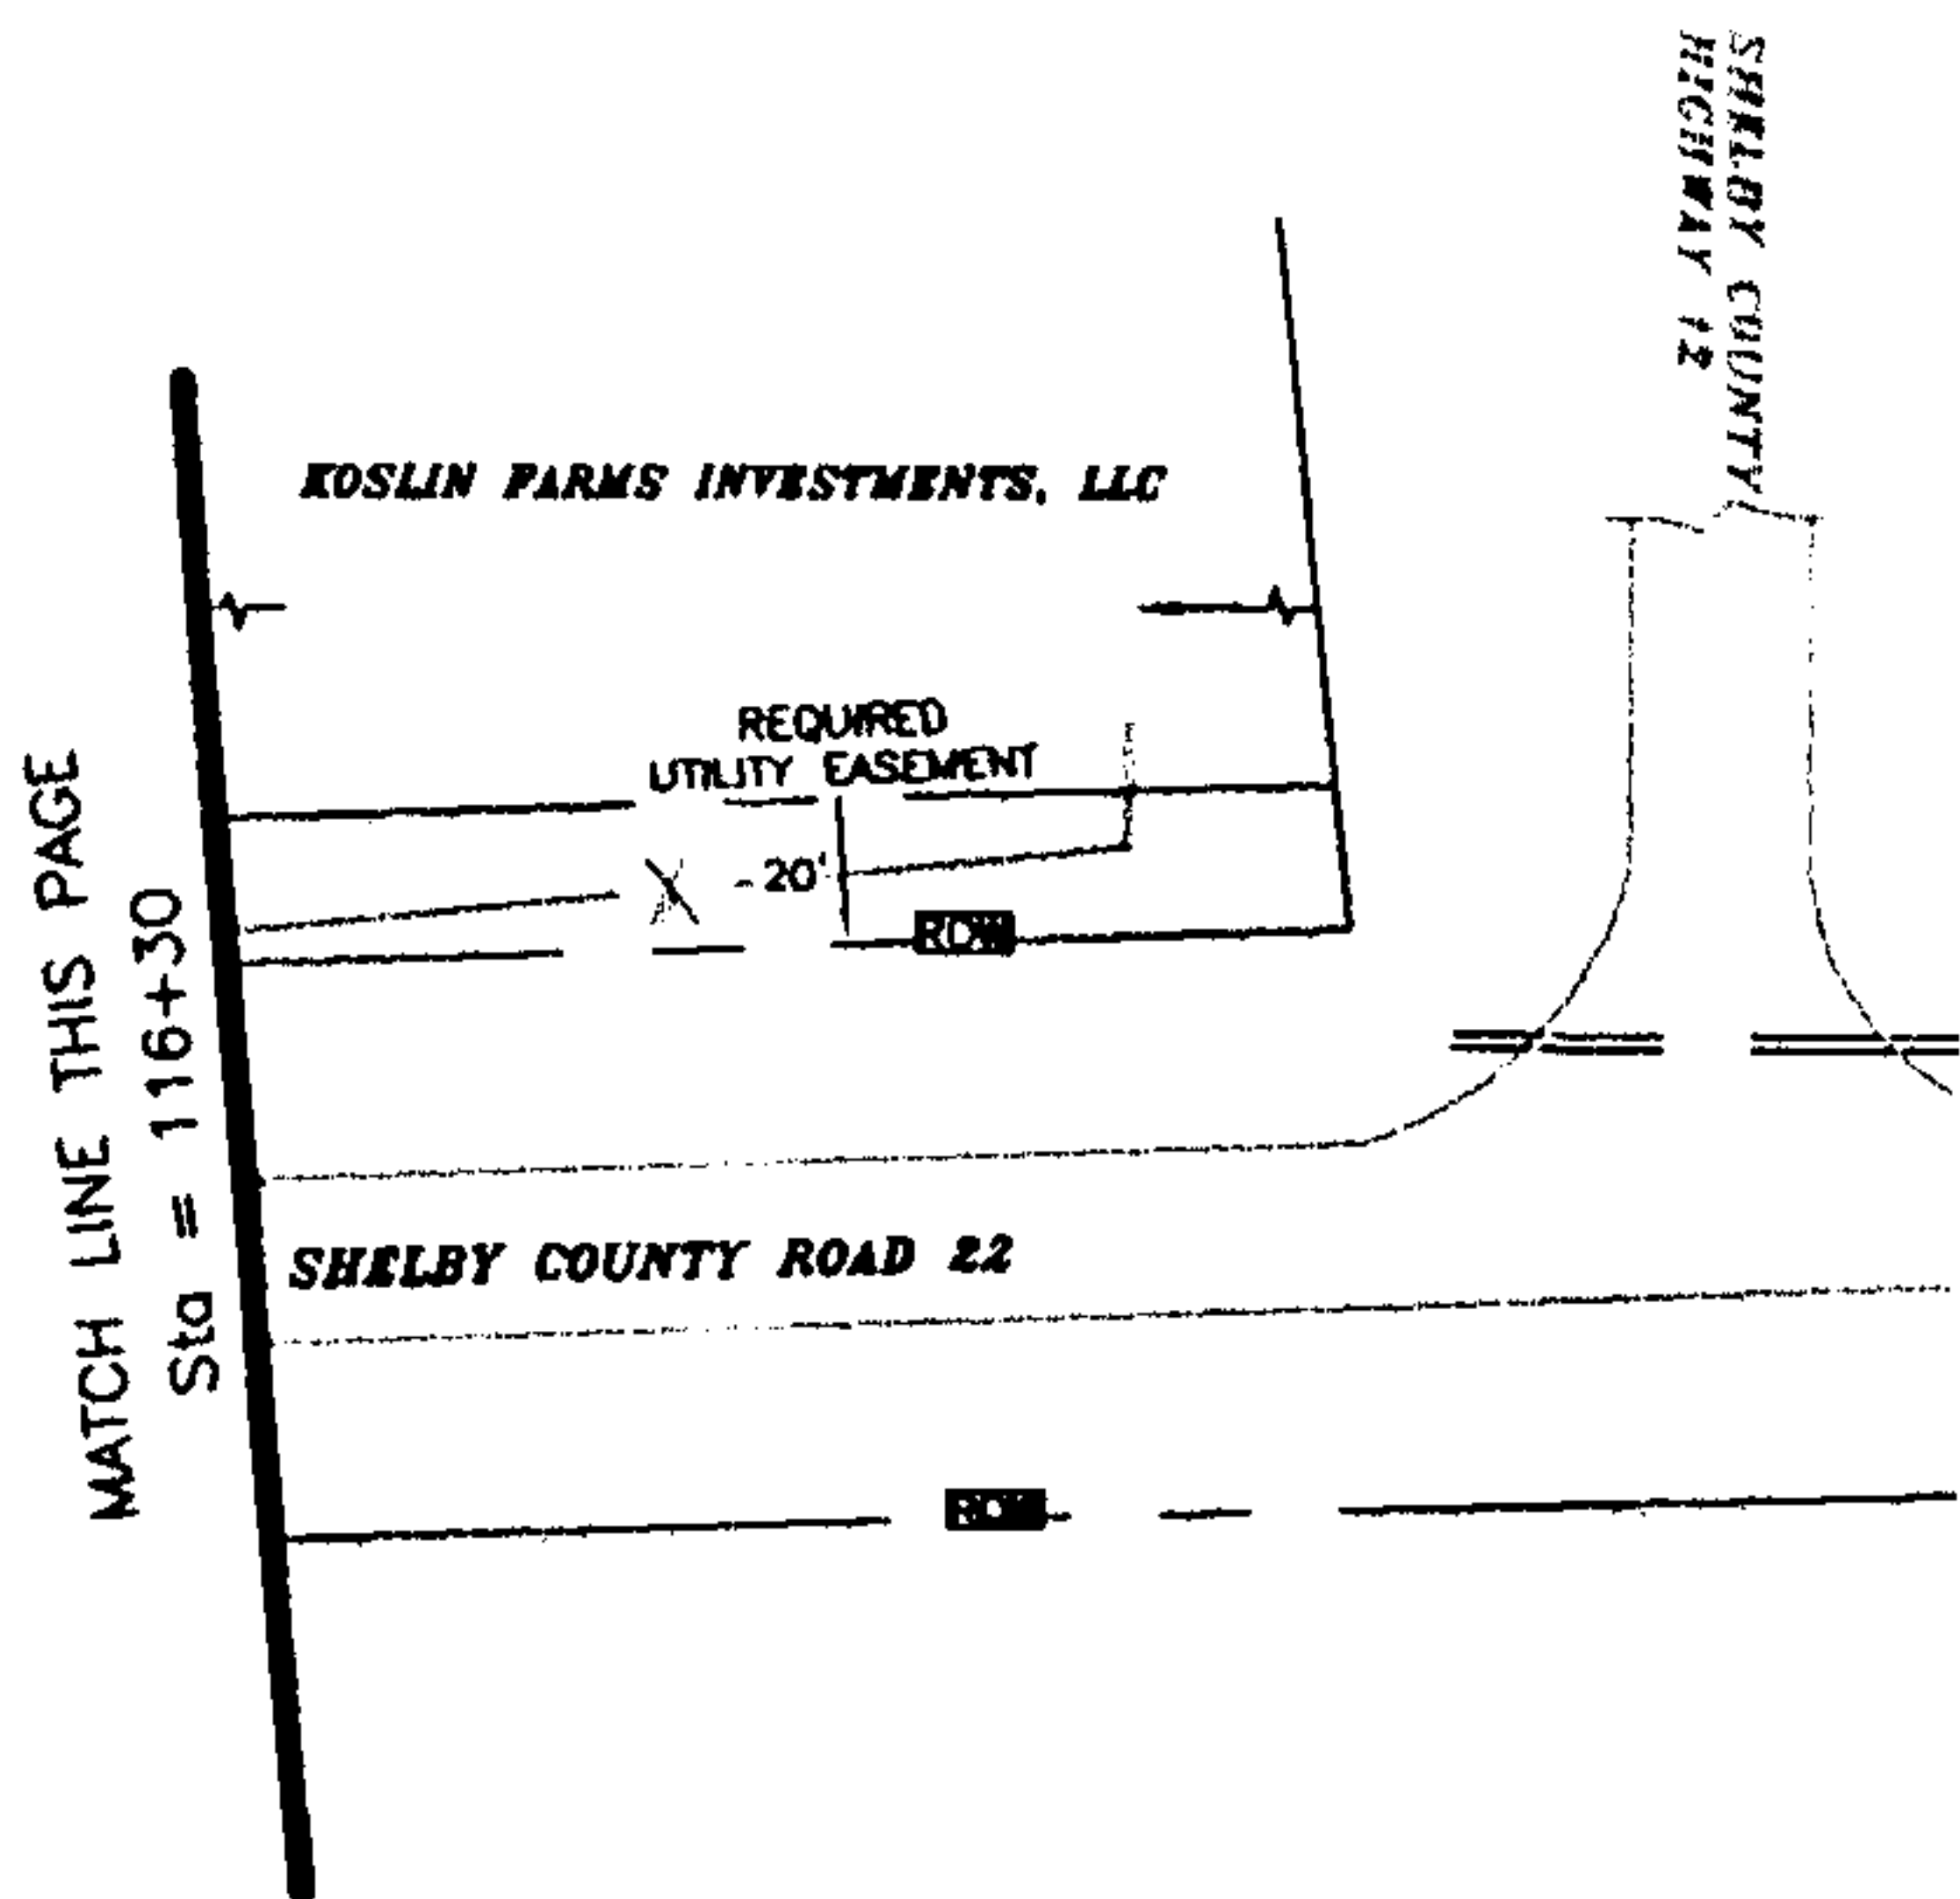 SHELBY COUNTY
HIGHWAY 12
KOSLIN FARMS INVESTMENTS, LLC
REQUIRED
UTILITY EASEMENT
20'
ROW
MATCH LINE THIS PAGE
Sta = 116+30
SHELBY COUNTY ROAD 22
ROW